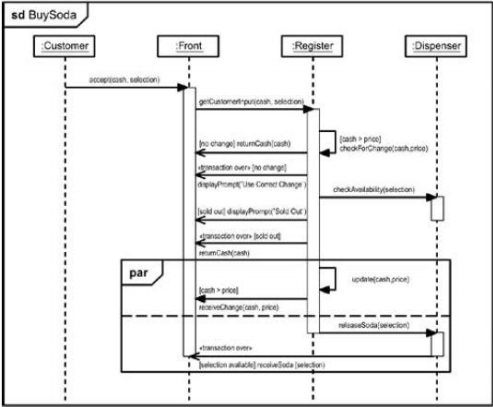 sd BuySoda
:Customer
:Front
:Register
:Dispenser
accept(cash, selection)
getCustomerInput(cash, selection)
[cash > price]
checkForChange(cash,price)
[no change] returnCash(cash)
«transaction over» [no change]
displayPrompt("Use Correct Change")
checkAvailability(selection)
[sold out] displayPrompt("Sold Out")
«transaction over» [sold out]
returnCash(cash)
par
update(cash,price)
[cash > price]
receiveChange(cash, price)
releaseSoda(selection)
«transaction over»
[selection available] receiveSoda (selection)